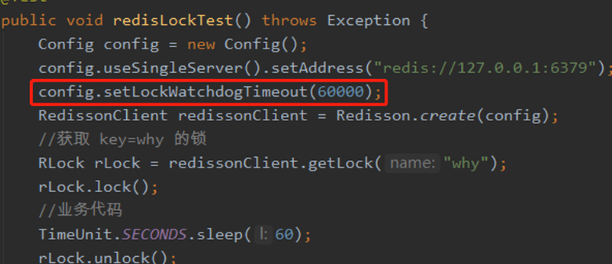 @Test
public void redisLockTest() throws Exception {
Config config = new Config();
config.useSingleServer().setAddress("redis://127.0.0.1:6379");
config.setLockWatchdogTimeout(60000);
RedissonClient redissonClient = Redisson.create(config);
//获取 key=why 的锁
RLock rLock = redissonClient.getLock( name: "why");
rLock.lock();
//业务代码
TimeUnit.SECONDS.sleep( l: 60);
rLock.unlock();